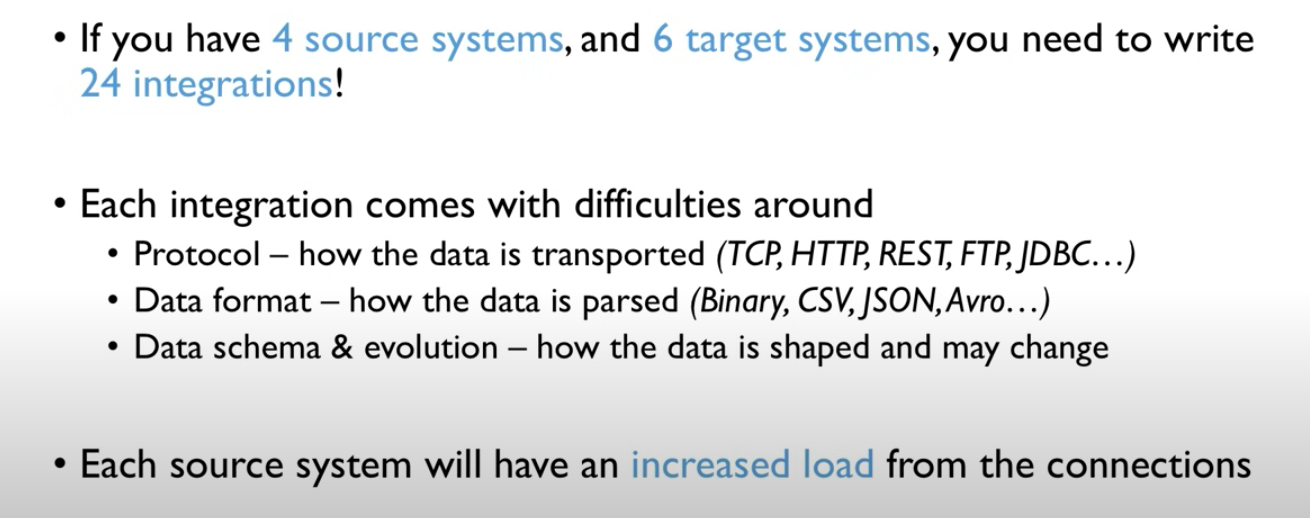 • If you have 4 source systems, and 6 target systems, you need to write
24 integrations!
• Each integration comes with difficulties around
• Protocol – how the data is transported (TCP, HTTP, REST, FTP, JDBC…)
• Data format – how the data is parsed (Binary, CSV, JSON, Avro…)
• Data schema & evolution – how the data is shaped and may change
• Each source system will have an increased load from the connections